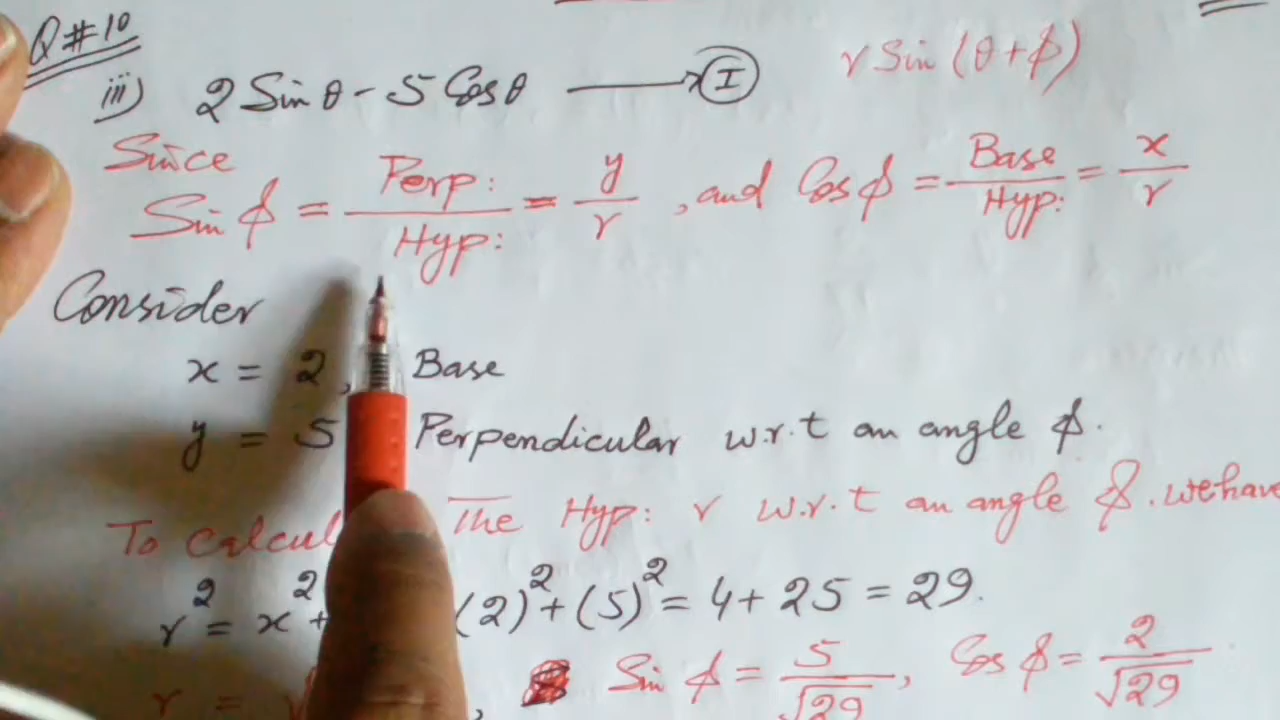 Q#10
iii) 2 Sin θ - 5 Cos θ → I
r Sin (θ+ϕ)
Since
Sin ϕ = Perp:/Hyp: = y/r , and Cos ϕ = Base/Hyp: = x/r
Consider
x = 2, Base
y = 5 Perpendicular w.r.t an angle ϕ.
To The Hyp: r w.r.t an angle ϕ. we have
r² = x² + (2)² + (5)² = 4 + 25 = 29.
r = , Sin ϕ = 5/√29 , Cos ϕ = 2/√29